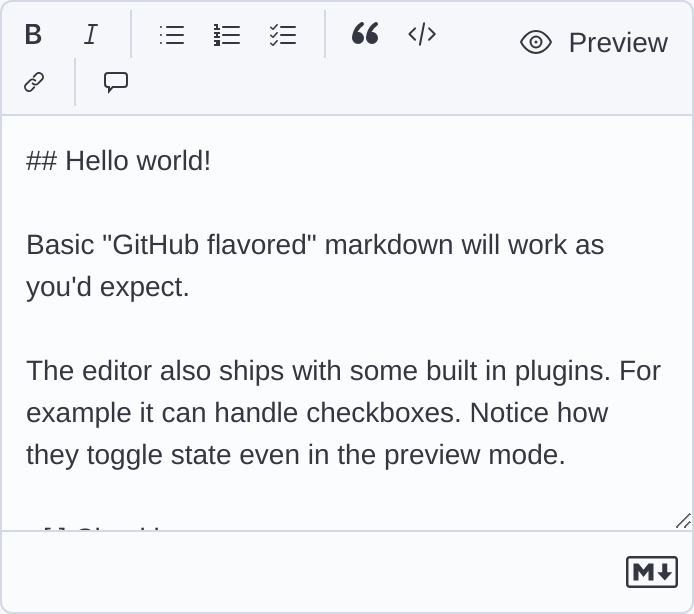 B I
Preview
## Hello world!
Basic "GitHub flavored" markdown will work as
you'd expect.
The editor also ships with some built in plugins. For
example it can handle checkboxes. Notice how
they toggle state even in the preview mode.
M